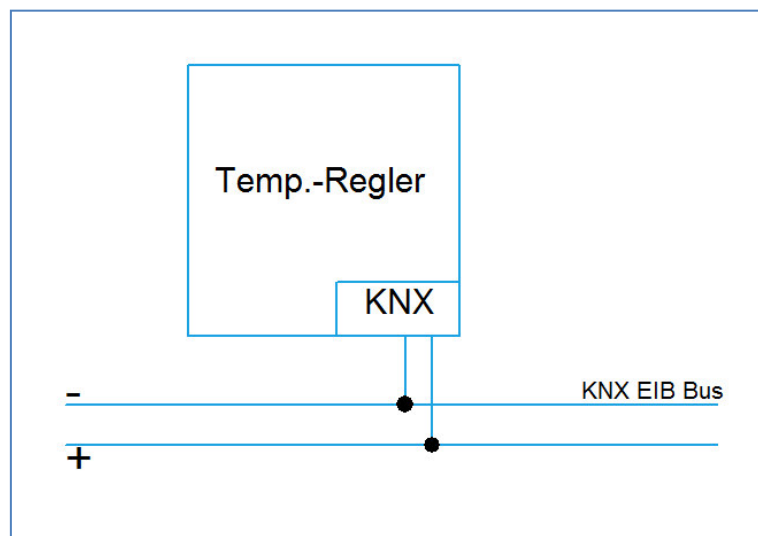 Temp.-Regler
KNX
-
KNX EIB Bus
+